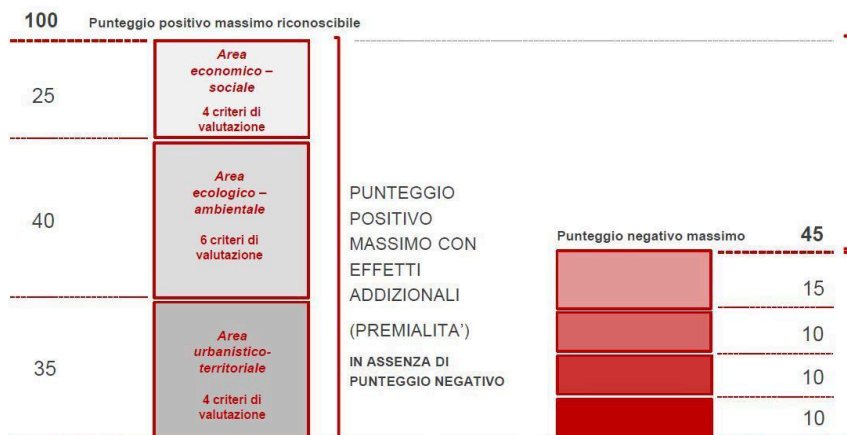 100 Punteggio positivo massimo riconoscibile
25
Area
economico –
sociale
4 criteri di
valutazione
40
Area
ecologico –
ambientale
6 criteri di
valutazione
35
Area
urbanistico-
territoriale
4 criteri di
valutazione
PUNTEGGIO
POSITIVO
MASSIMO CON
EFFETTI
ADDIZIONALI
(PREMIALITA')
IN ASSENZA DI
PUNTEGGIO NEGATIVO
Punteggio negativo massimo 45
15
10
10
10